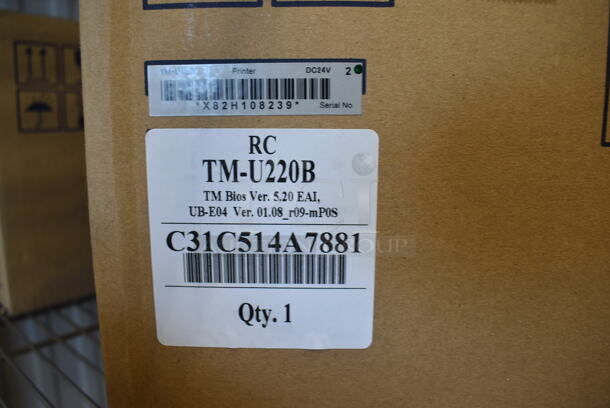 Printer DC24V 2
*X82H108239* Serial No.
RC
TM-U220B
TM Bios Ver. 5.20 EAI,
UB-E04 Ver. 01.08_r09-mP0S
C31C514A7881
Qty. 1